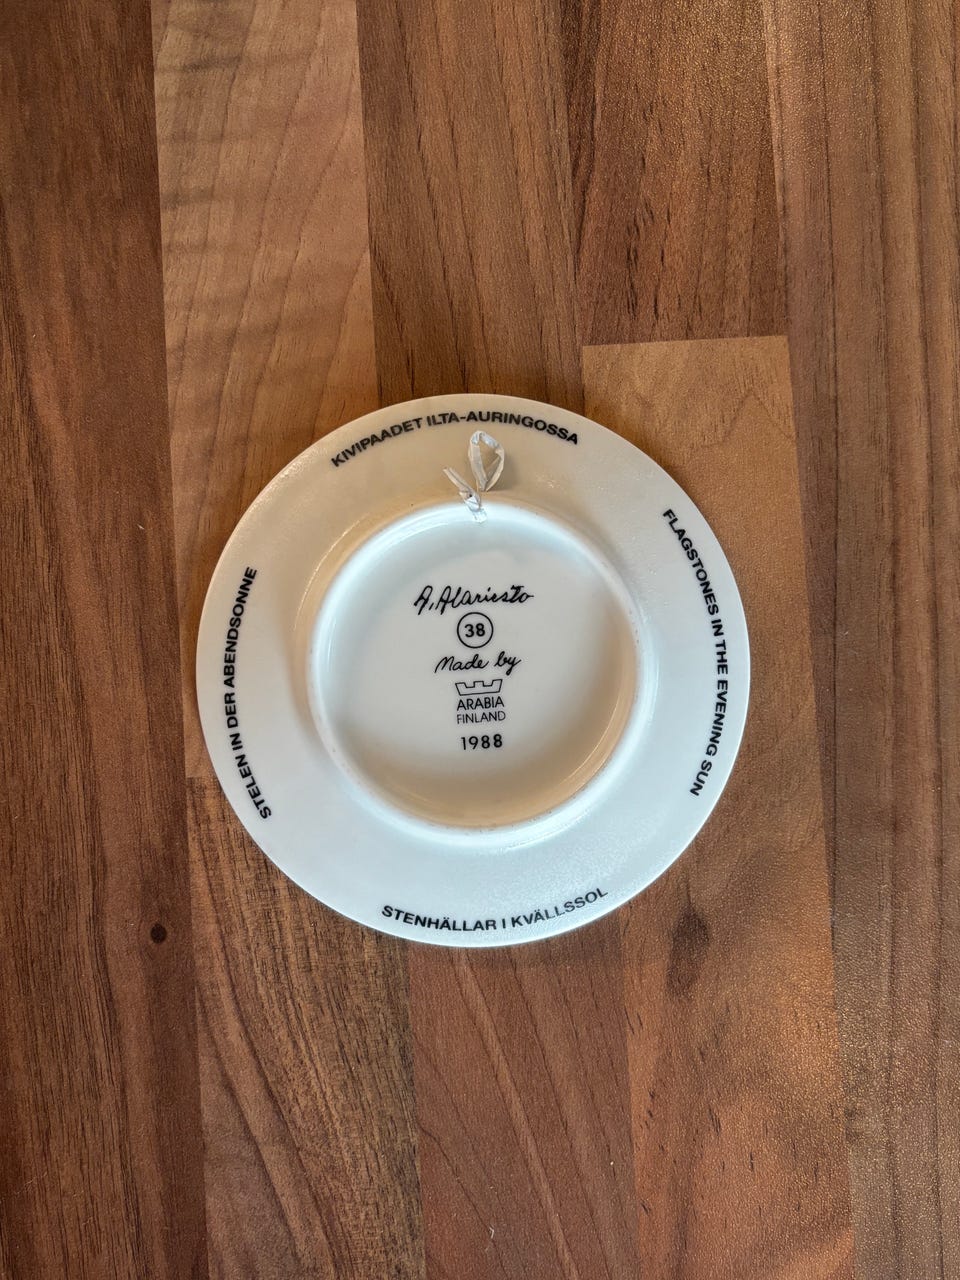 KIVIPAADET ILTA-AURINGOSSA
FLAGSTONES IN THE EVENING SUN
STENHÄLLAR I KVÄLLSSOL
STELEN IN DER ABENDSONNE
A. Alariesto
38
Made by
ARABIA
FINLAND
1988